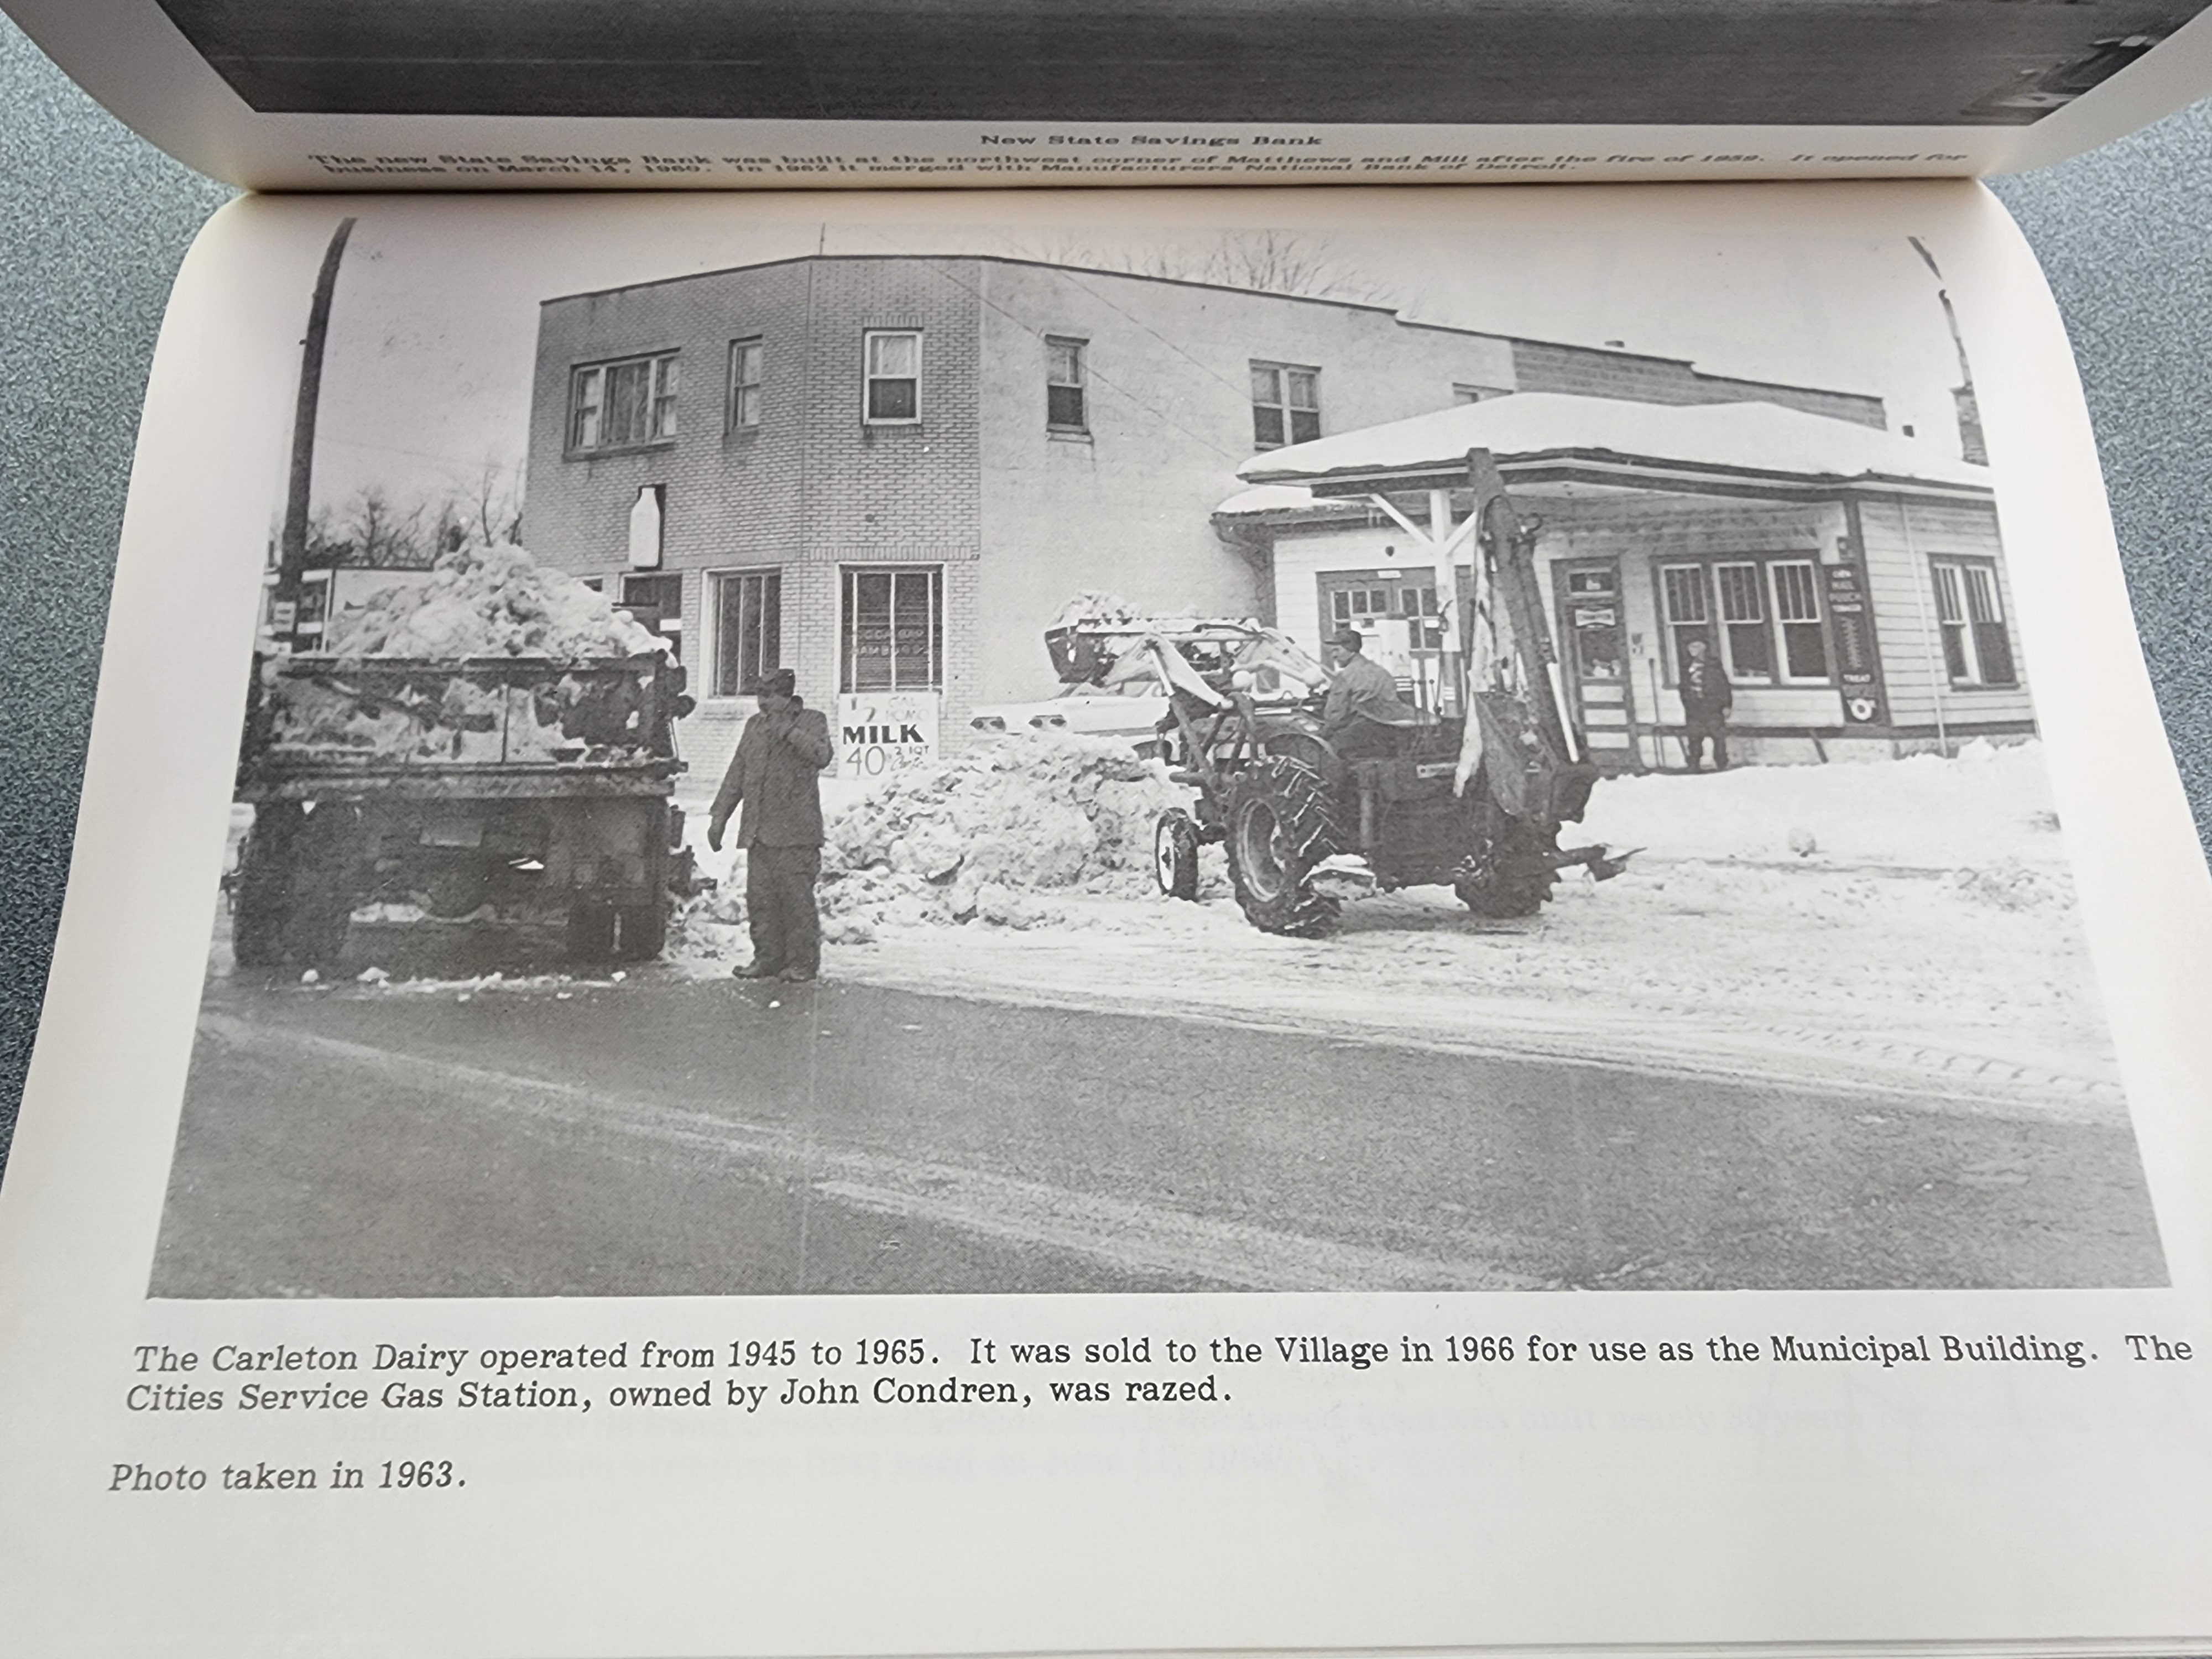 New State Savings Bank
The new State Savings Bank was built at the northwest corner of Matthews and Mill after the fire of 1959. It opened for
business on March 14, 1960. In 1962 it merged with Manufacturers National Bank of Detroit.
MILK
40
TREAT
The Carleton Dairy operated from 1945 to 1965. It was sold to the Village in 1966 for use as the Municipal Building. The
Cities Service Gas Station, owned by John Condren, was razed.
Photo taken in 1963.